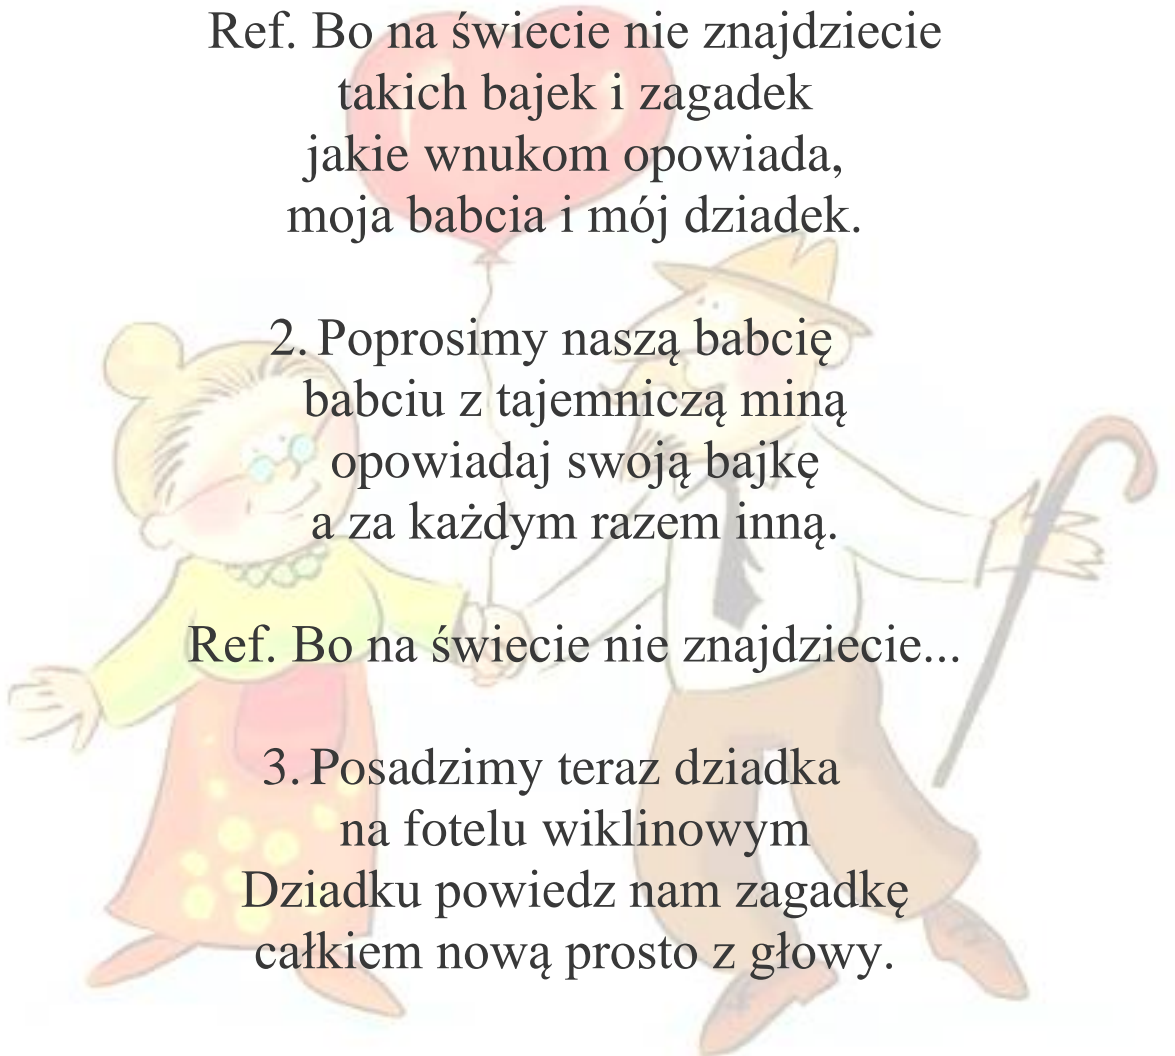 Ref. Bo na świecie nie znajdziecie
takich bajek i zagadek
jakie wnukom opowiada,
moja babcia i mój dziadek.
2. Poprosimy naszą babcię
babciu z tajemniczą miną
opowiadaj swoją bajkę
a za każdym razem inną.
Ref. Bo na świecie nie znajdziecie...
3. Posadzimy teraz dziadka
na fotelu wiklinowym
Dziadku powiedz nam zagadkę
całkiem nową prosto z głowy.